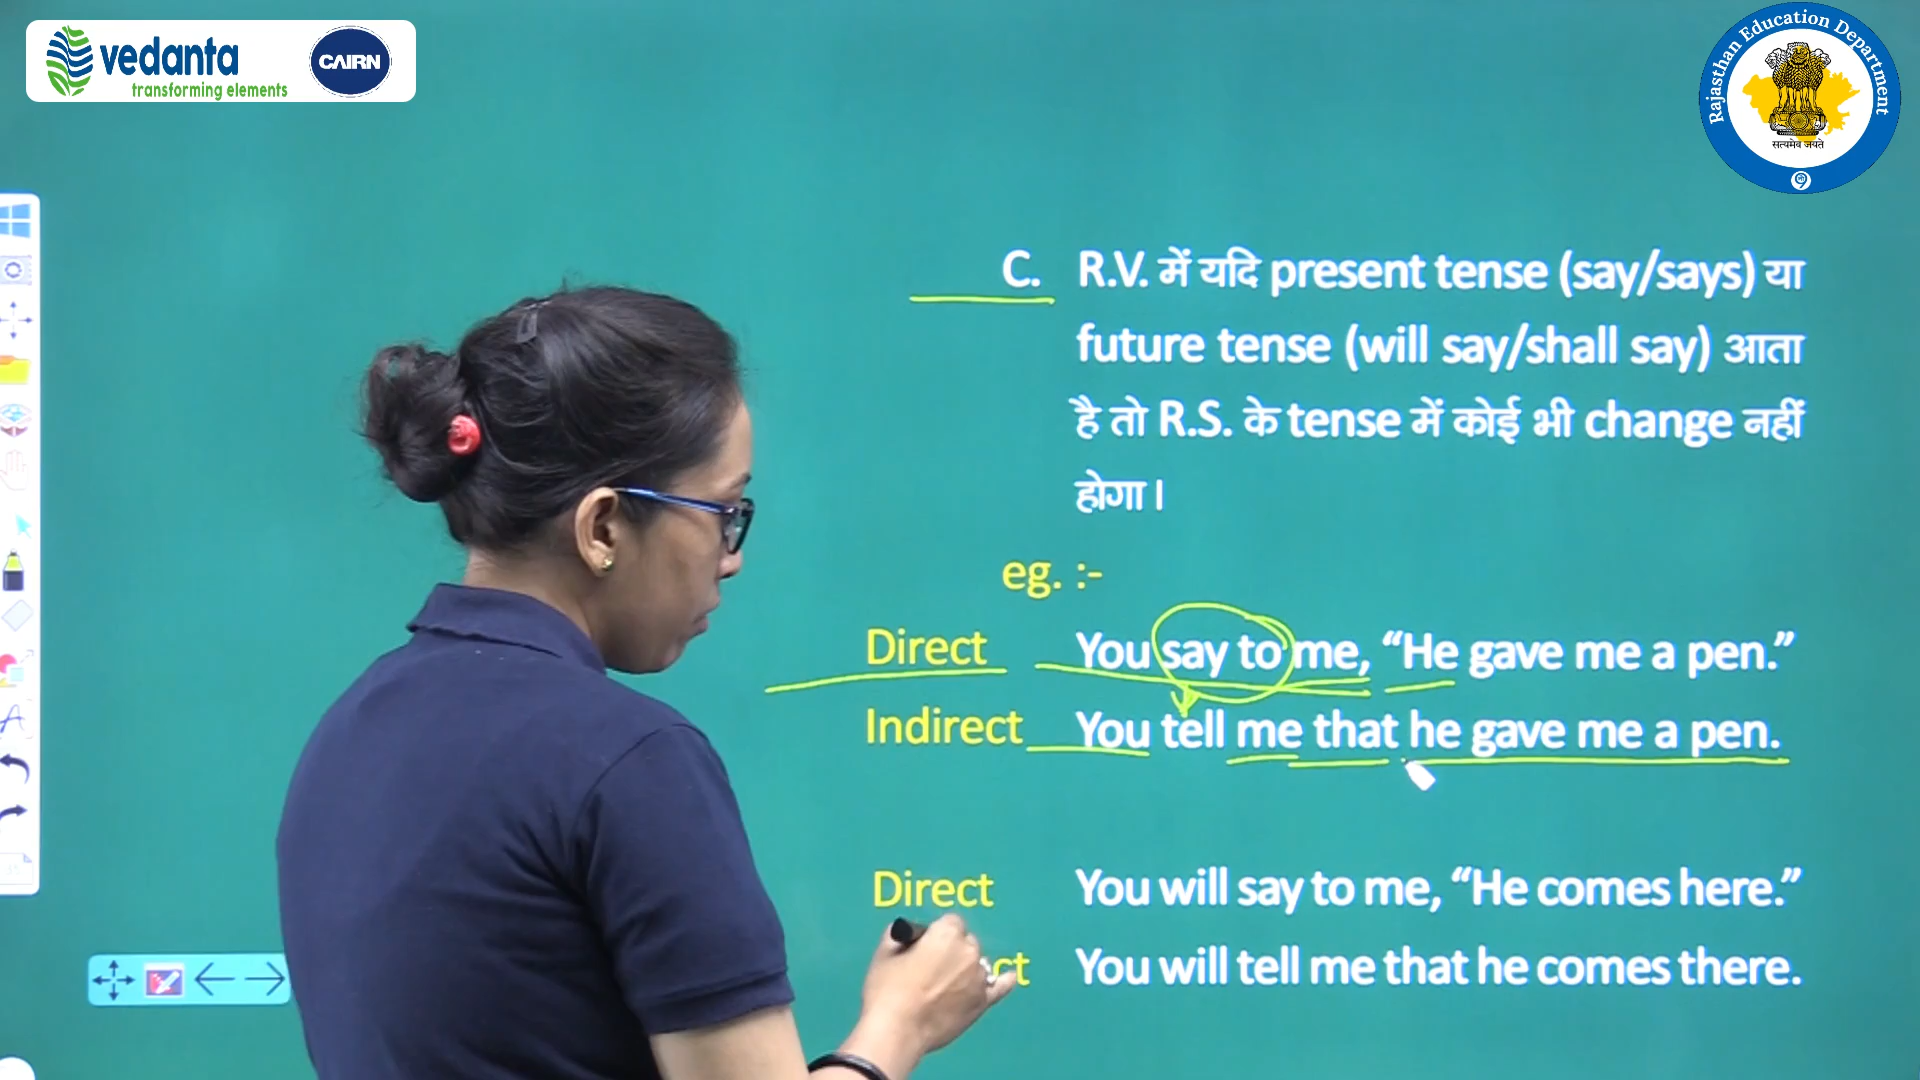 vedanta
transforming elements
CAIRN
Rajasthan Education Department
सत्यमेव जयते
C. R.V. में यदि present tense (say/says) या
future tense (will say/shall say) आता
है तो R.S. के tense में कोई भी change नहीं
होगा।
eg. :-
Direct You say to me, “He gave me a pen.”
Indirect You tell me that he gave me a pen.
Direct You will say to me, “He comes here.”
ct You will tell me that he comes there.